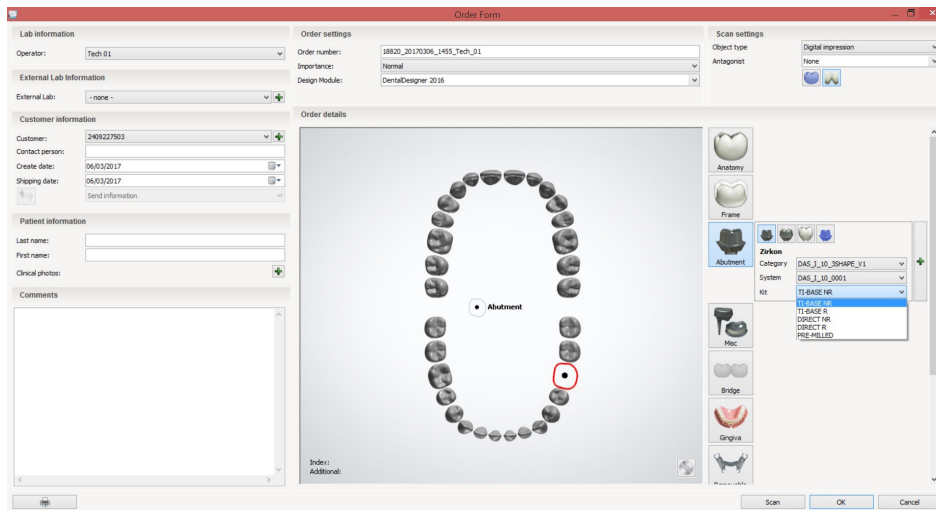 Order Form
Lab information
Operator: Tech 01
External Lab Information
External Lab: - none -
Customer information
Customer: 2409227503
Contact person:
Create date: 06/03/2017
Shipping date: 06/03/2017
Send information
Patient information
Last name:
First name:
Clinical photos:
Comments
Order settings
Order number: 18820_20170306_1455_Tech_01
Importance: Normal
Design Module: DentalDesigner 2016
Order details
Abutment
Index:
Additional:
Scan settings
Object type Digital impression
Antagonist None
Anatomy
Frame
Abutment
Zirkon
Category DAS_I_10_3SHAPE_V1
System DAS_I_10_0001
Kit TI-BASE NR
TI-BASE NR
TI-BASE R
DIRECT NR
DIRECT R
PRE-MILLED
Misc
Bridge
Gingiva
Scan OK Cancel